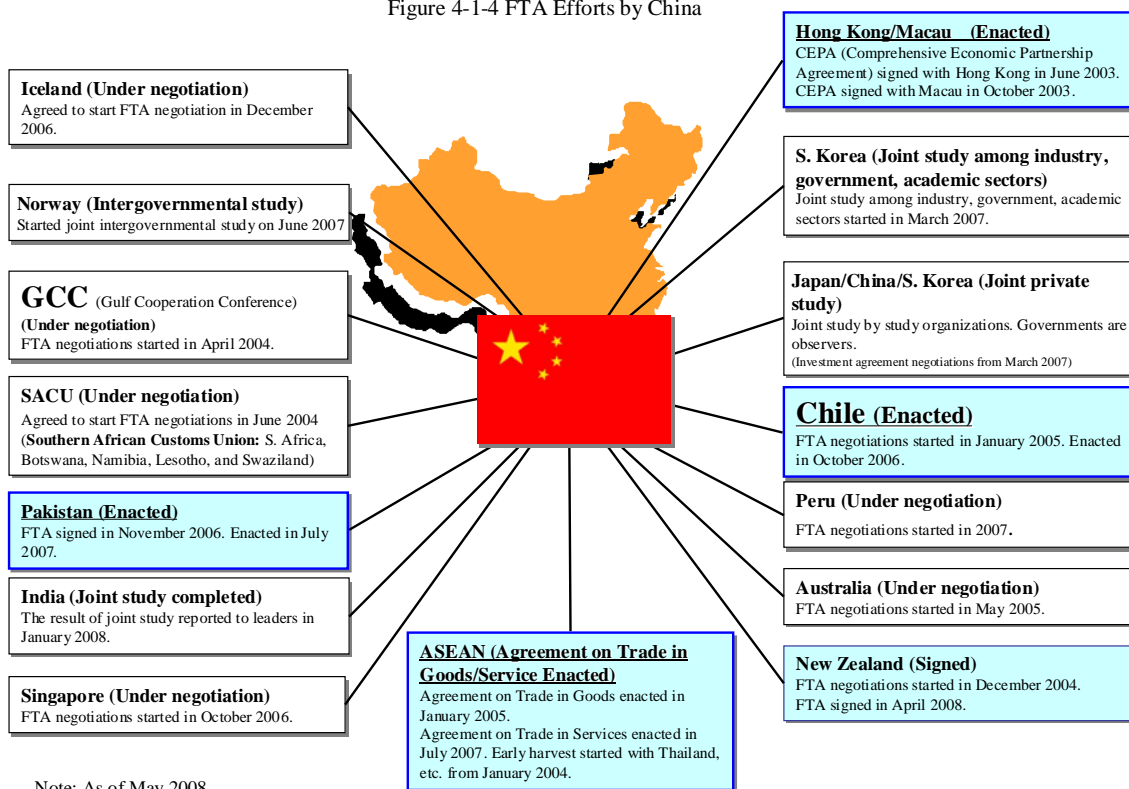 Figure 4-1-4 FTA Efforts by China
Iceland (Under negotiation)
Agreed to start FTA negotiation in December
2006.
Norway (Intergovernmental study)
Started joint intergovernmental study on June 2007
GCC (Gulf Cooperation Conference)
(Under negotiation)
FTA negotiations started in April 2004.
SACU (Under negotiation)
Agreed to start FTA negotiations in June 2004
(Southern African Customs Union: S. Africa,
Botswana, Namibia, Lesotho, and Swaziland)
Pakistan (Enacted)
FTA signed in November 2006. Enacted in July
2007.
India (Joint study completed)
The result of joint study reported to leaders in
January 2008.
Singapore (Under negotiation)
FTA negotiations started in October 2006.
ASEAN (Agreement on Trade in
Goods/Service Enacted)
Agreement on Trade in Goods enacted in
January 2005.
Agreement on Trade in Services enacted in
July 2007. Early harvest started with Thailand,
etc. from January 2004.
Hong Kong/Macau (Enacted)
CEPA (Comprehensive Economic Partnership
Agreement) signed with Hong Kong in June 2003.
CEPA signed with Macau in October 2003.
S. Korea (Joint study among industry,
government, academic sectors)
Joint study among industry, government, academic
sectors started in March 2007.
Japan/China/S. Korea (Joint private
study)
Joint study by study organizations. Governments are
observers.
(Investment agreement negotiations from March 2007)
Chile (Enacted)
FTA negotiations started in January 2005. Enacted
in October 2006.
Peru (Under negotiation)
FTA negotiations started in 2007.
Australia (Under negotiation)
FTA negotiations started in May 2005.
New Zealand (Signed)
FTA negotiations started in December 2004.
FTA signed in April 2008.
Note: As of May 2008